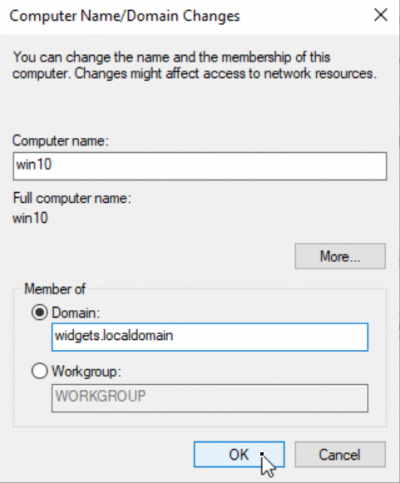 Computer Name/Domain Changes
You can change the name and the membership of this
computer. Changes might affect access to network resources.
Computer name:
win10
Full computer name:
win10
More...
Member of
Domain:
widgets.localdomain
Workgroup:
WORKGROUP
OK
Cancel